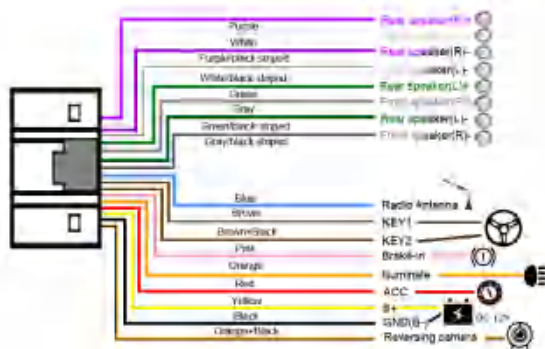 Purple
Rear speaker(R)+
White
Purple/black striped
Rear speaker(R)-
White/black striped
Green
Rear speaker(L)+
Gray
Green/black striped
Rear speaker(L)-
Gray/black striped
Front speaker(R)-
Blue
Radio Antenna
Brown
KEY1
Brown+Black
KEY2
Pink
Brake-in
Orange
Illuminate
Red
ACC
Yellow
B+
Black
GND(B-)
DC 12V
Orange+Black
Reversing camera